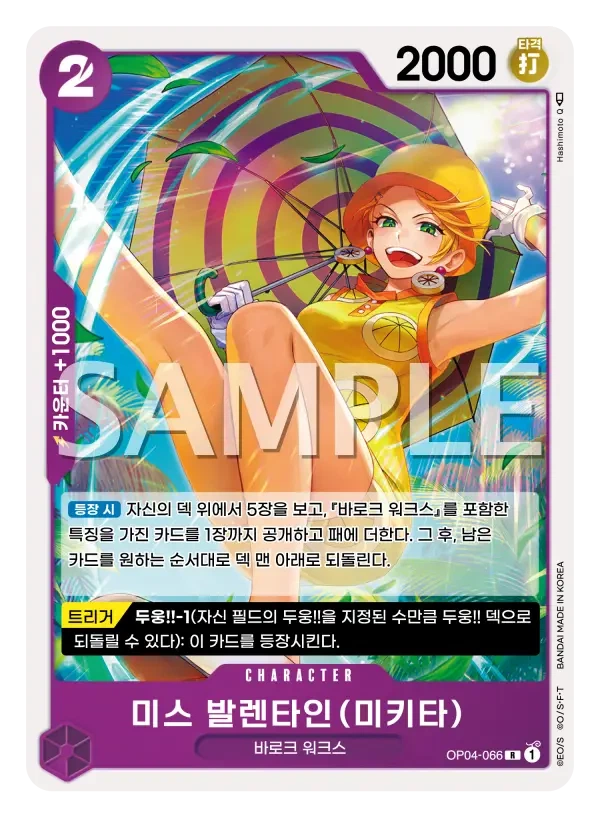 2
2000
타격
打
Hashimoto Q
카운터 +1000
SAMPLE
등장 시 자신의 덱 위에서 5장을 보고, 『바로크 워크스』를 포함한
특징을 가진 카드를 1장까지 공개하고 패에 더한다. 그 후, 남은
카드를 원하는 순서대로 덱 맨 아래로 되돌린다.
트리거 두웅!!-1(자신 필드의 두웅!!을 지정된 수만큼 두웅!! 덱으로
되돌릴 수 있다): 이 카드를 등장시킨다.
BANDAI MADE IN KOREA
CHARACTER
미스 발렌타인(미키타)
바로크 워크스
OP04-066 R 1
©EO/S ©O/S·F·T